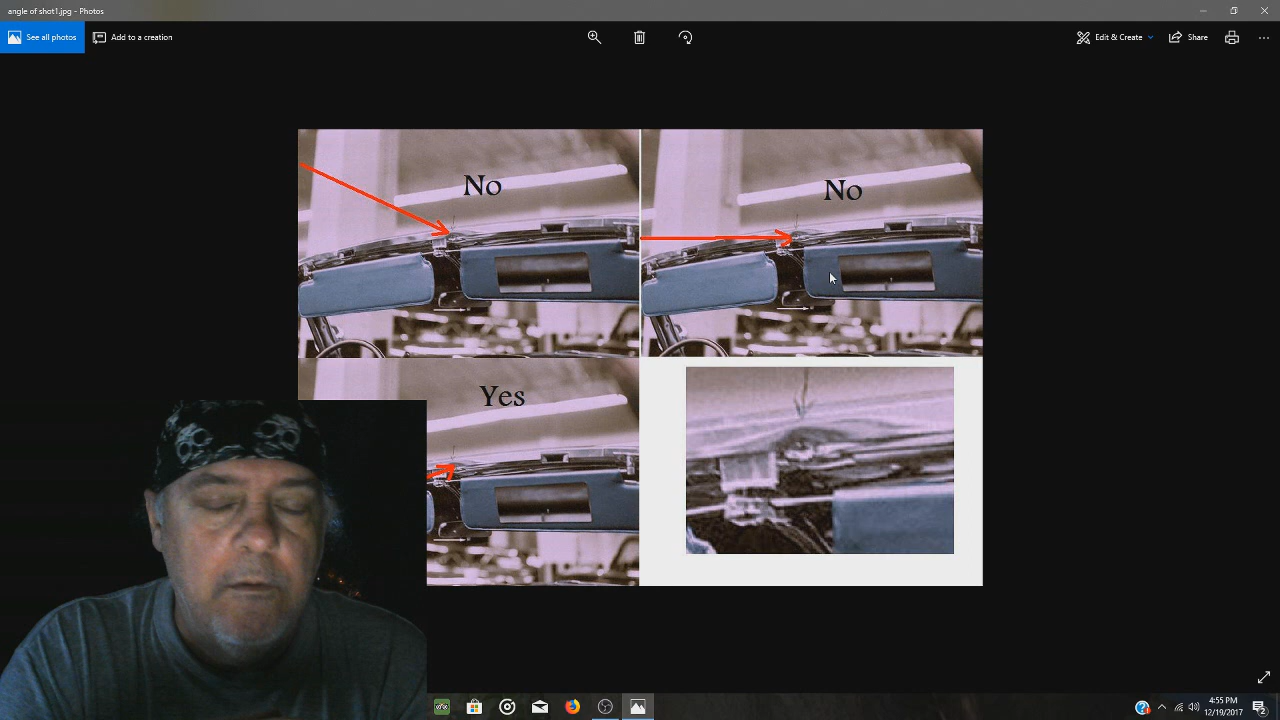 angle of shot1.jpg - Photos
See all photos
Add to a creation
Edit & Create
Share
No
No
Yes
4:55 PM
12/19/2017